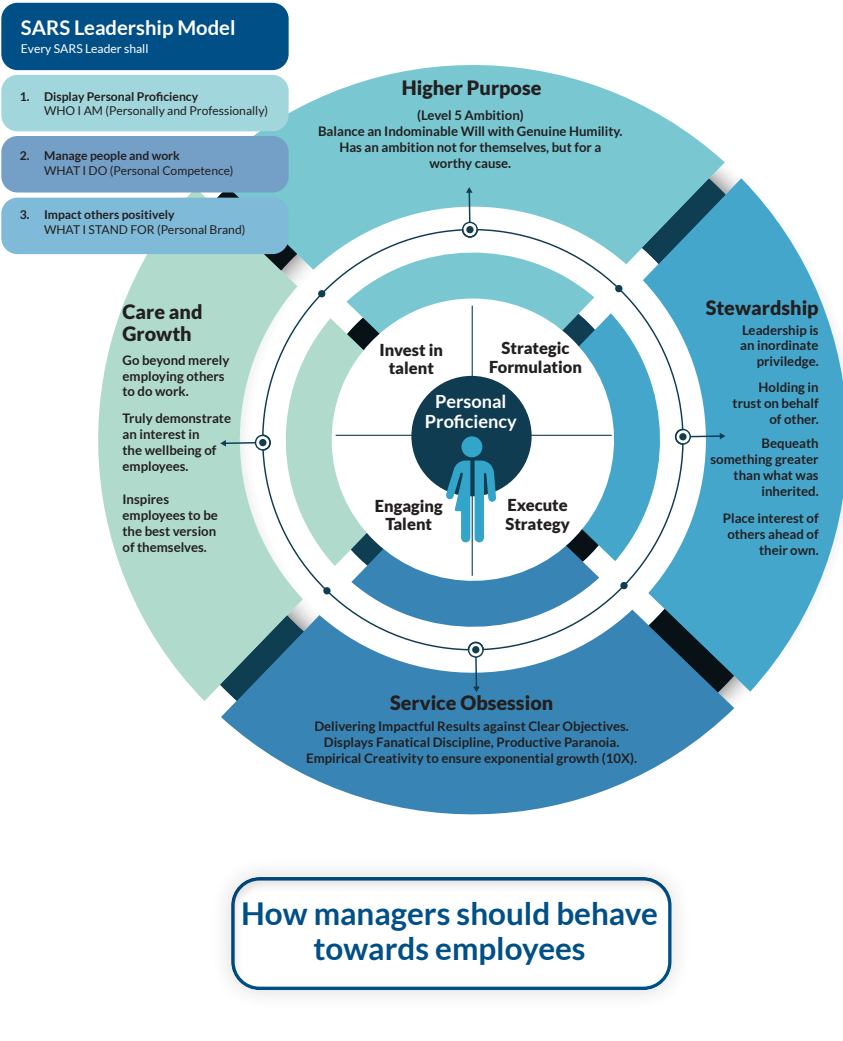 SARS Leadership Model
Every SARS Leader shall
1. Display Personal Proficiency
WHO I AM (Personally and Professionally)
2. Manage people and work
WHAT I DO (Personal Competence)
3. Impact others positively
WHAT I STAND FOR (Personal Brand)
Higher Purpose
(Level 5 Ambition)
Balance an Indominable Will with Genuine Humility.
Has an ambition not for themselves, but for a
worthy cause.
Care and
Growth
Go beyond merely
employing others
to do work.
Truly demonstrate
an interest in
the wellbeing of
employees.
Inspires
employees to be
the best version
of themselves.
Invest in
talent
Strategic
Formulation
Personal
Proficiency
Engaging
Talent
Execute
Strategy
Stewardship
Leadership is
an inordinate
priviledge.
Holding in
trust on behalf
of other.
Bequeath
something greater
than what was
inherited.
Place interest of
others ahead of
their own.
Service Obsession
Delivering Impactful Results against Clear Objectives.
Displays Fanatical Discipline, Productive Paranoia.
Empirical Creativity to ensure exponential growth (10X).
How managers should behave
towards employees